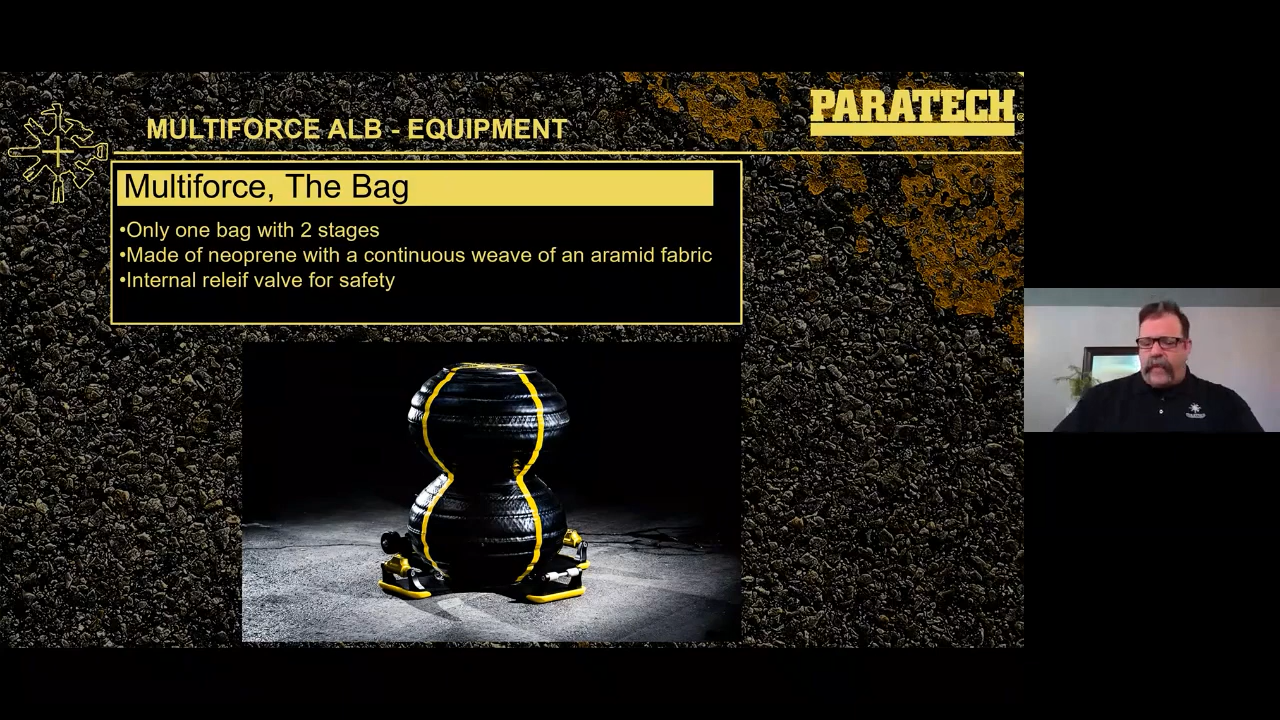 PARATECH®
MULTIFORCE ALB - EQUIPMENT
Multiforce, The Bag
•Only one bag with 2 stages
•Made of neoprene with a continuous weave of an aramid fabric
•Internal releif valve for safety